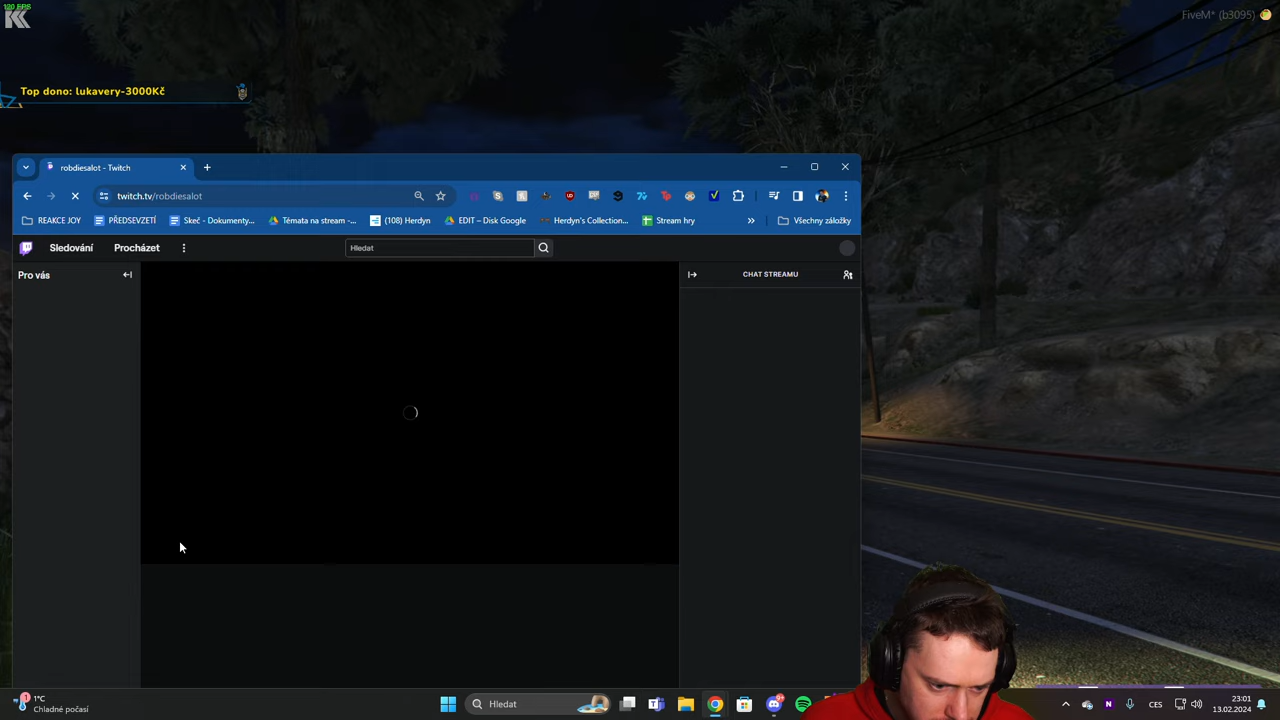 120 FPS
FiveM* (b3095)
Top dono: lukavery-3000Kč
robdiesalot - Twitch
twitch.tv/robdiesalot
REAKCE JOY
PŘEDSEVZETÍ
Skeč - Dokumenty...
Témata na stream -...
(108) Herdyn
EDIT – Disk Google
Herdyn's Collection...
Stream hry
»
Všechny záložky
Sledování
Procházet
Hledat
Pro vás
CHAT STREAMU
1
1°C
Chladné počasí
Hledat
9+
CES
23:01
13.02.2024